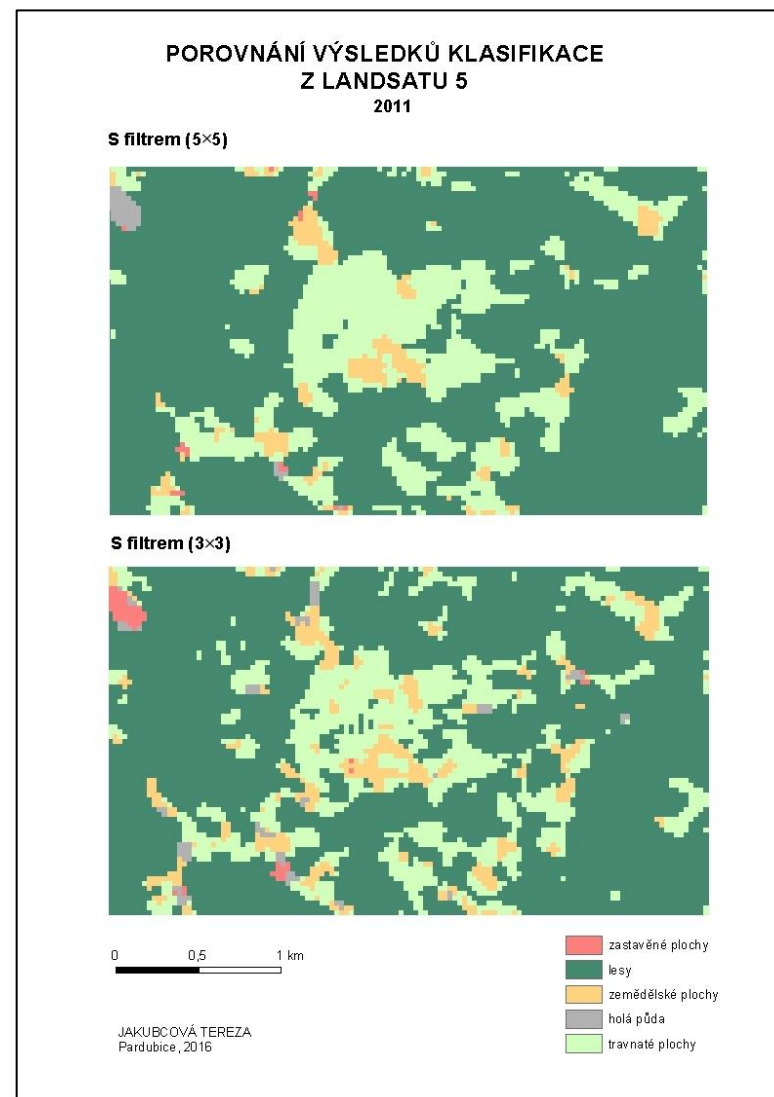 POROVNÁNÍ VÝSLEDKŮ KLASIFIKACE
Z LANDSATU 5
2011
S filtrem (5×5)
S filtrem (3×3)
0 0,5 1 km
zastavěné plochy
lesy
zemědělské plochy
holá půda
travnaté plochy
JAKUBCOVÁ TEREZA
Pardubice, 2016